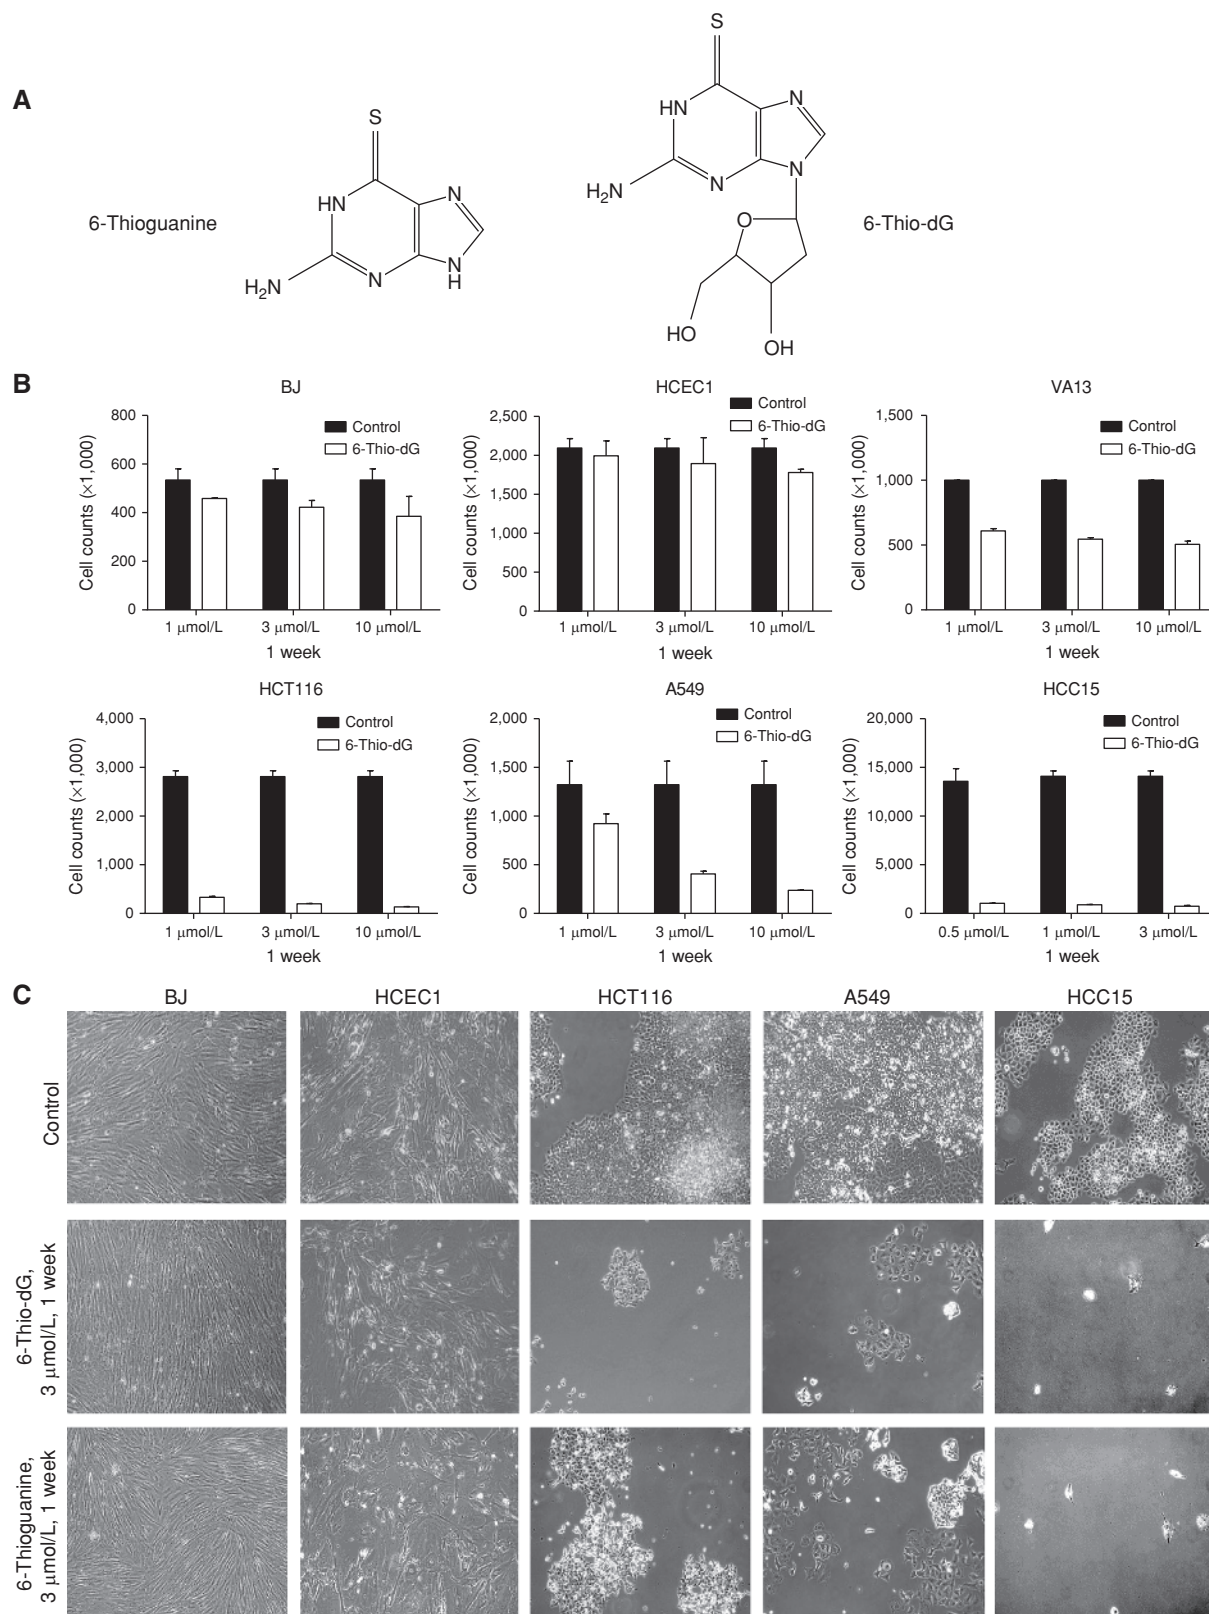 A
6-Thioguanine
S
HN
N
H2N
N
N
H
S
HN
N
H2N
N
N
O
HO
OH
6-Thio-dG
B
BJ
Cell counts (×1,000)
800
600
400
200
0
Control
6-Thio-dG
1 μmol/L 3 μmol/L 10 μmol/L
1 week
HCEC1
Cell counts (×1,000)
2,500
2,000
1,500
1,000
500
0
Control
6-Thio-dG
1 μmol/L 3 μmol/L 10 μmol/L
1 week
VA13
Cell counts (×1,000)
1,500
1,000
500
0
Control
6-Thio-dG
1 μmol/L 3 μmol/L 10 μmol/L
1 week
HCT116
Cell counts (×1,000)
4,000
3,000
2,000
1,000
0
Control
6-Thio-dG
1 μmol/L 3 μmol/L 10 μmol/L
1 week
A549
Cell counts (×1,000)
2,000
1,500
1,000
500
0
Control
6-Thio-dG
1 μmol/L 3 μmol/L 10 μmol/L
1 week
HCC15
Cell counts (×1,000)
20,000
15,000
10,000
5,000
0
Control
6-Thio-dG
0.5 μmol/L 1 μmol/L 3 μmol/L
1 week
C
BJ HCEC1 HCT116 A549 HCC15
Control
6-Thio-dG,
3 μmol/L, 1 week
6-Thioguanine,
3 μmol/L, 1 week